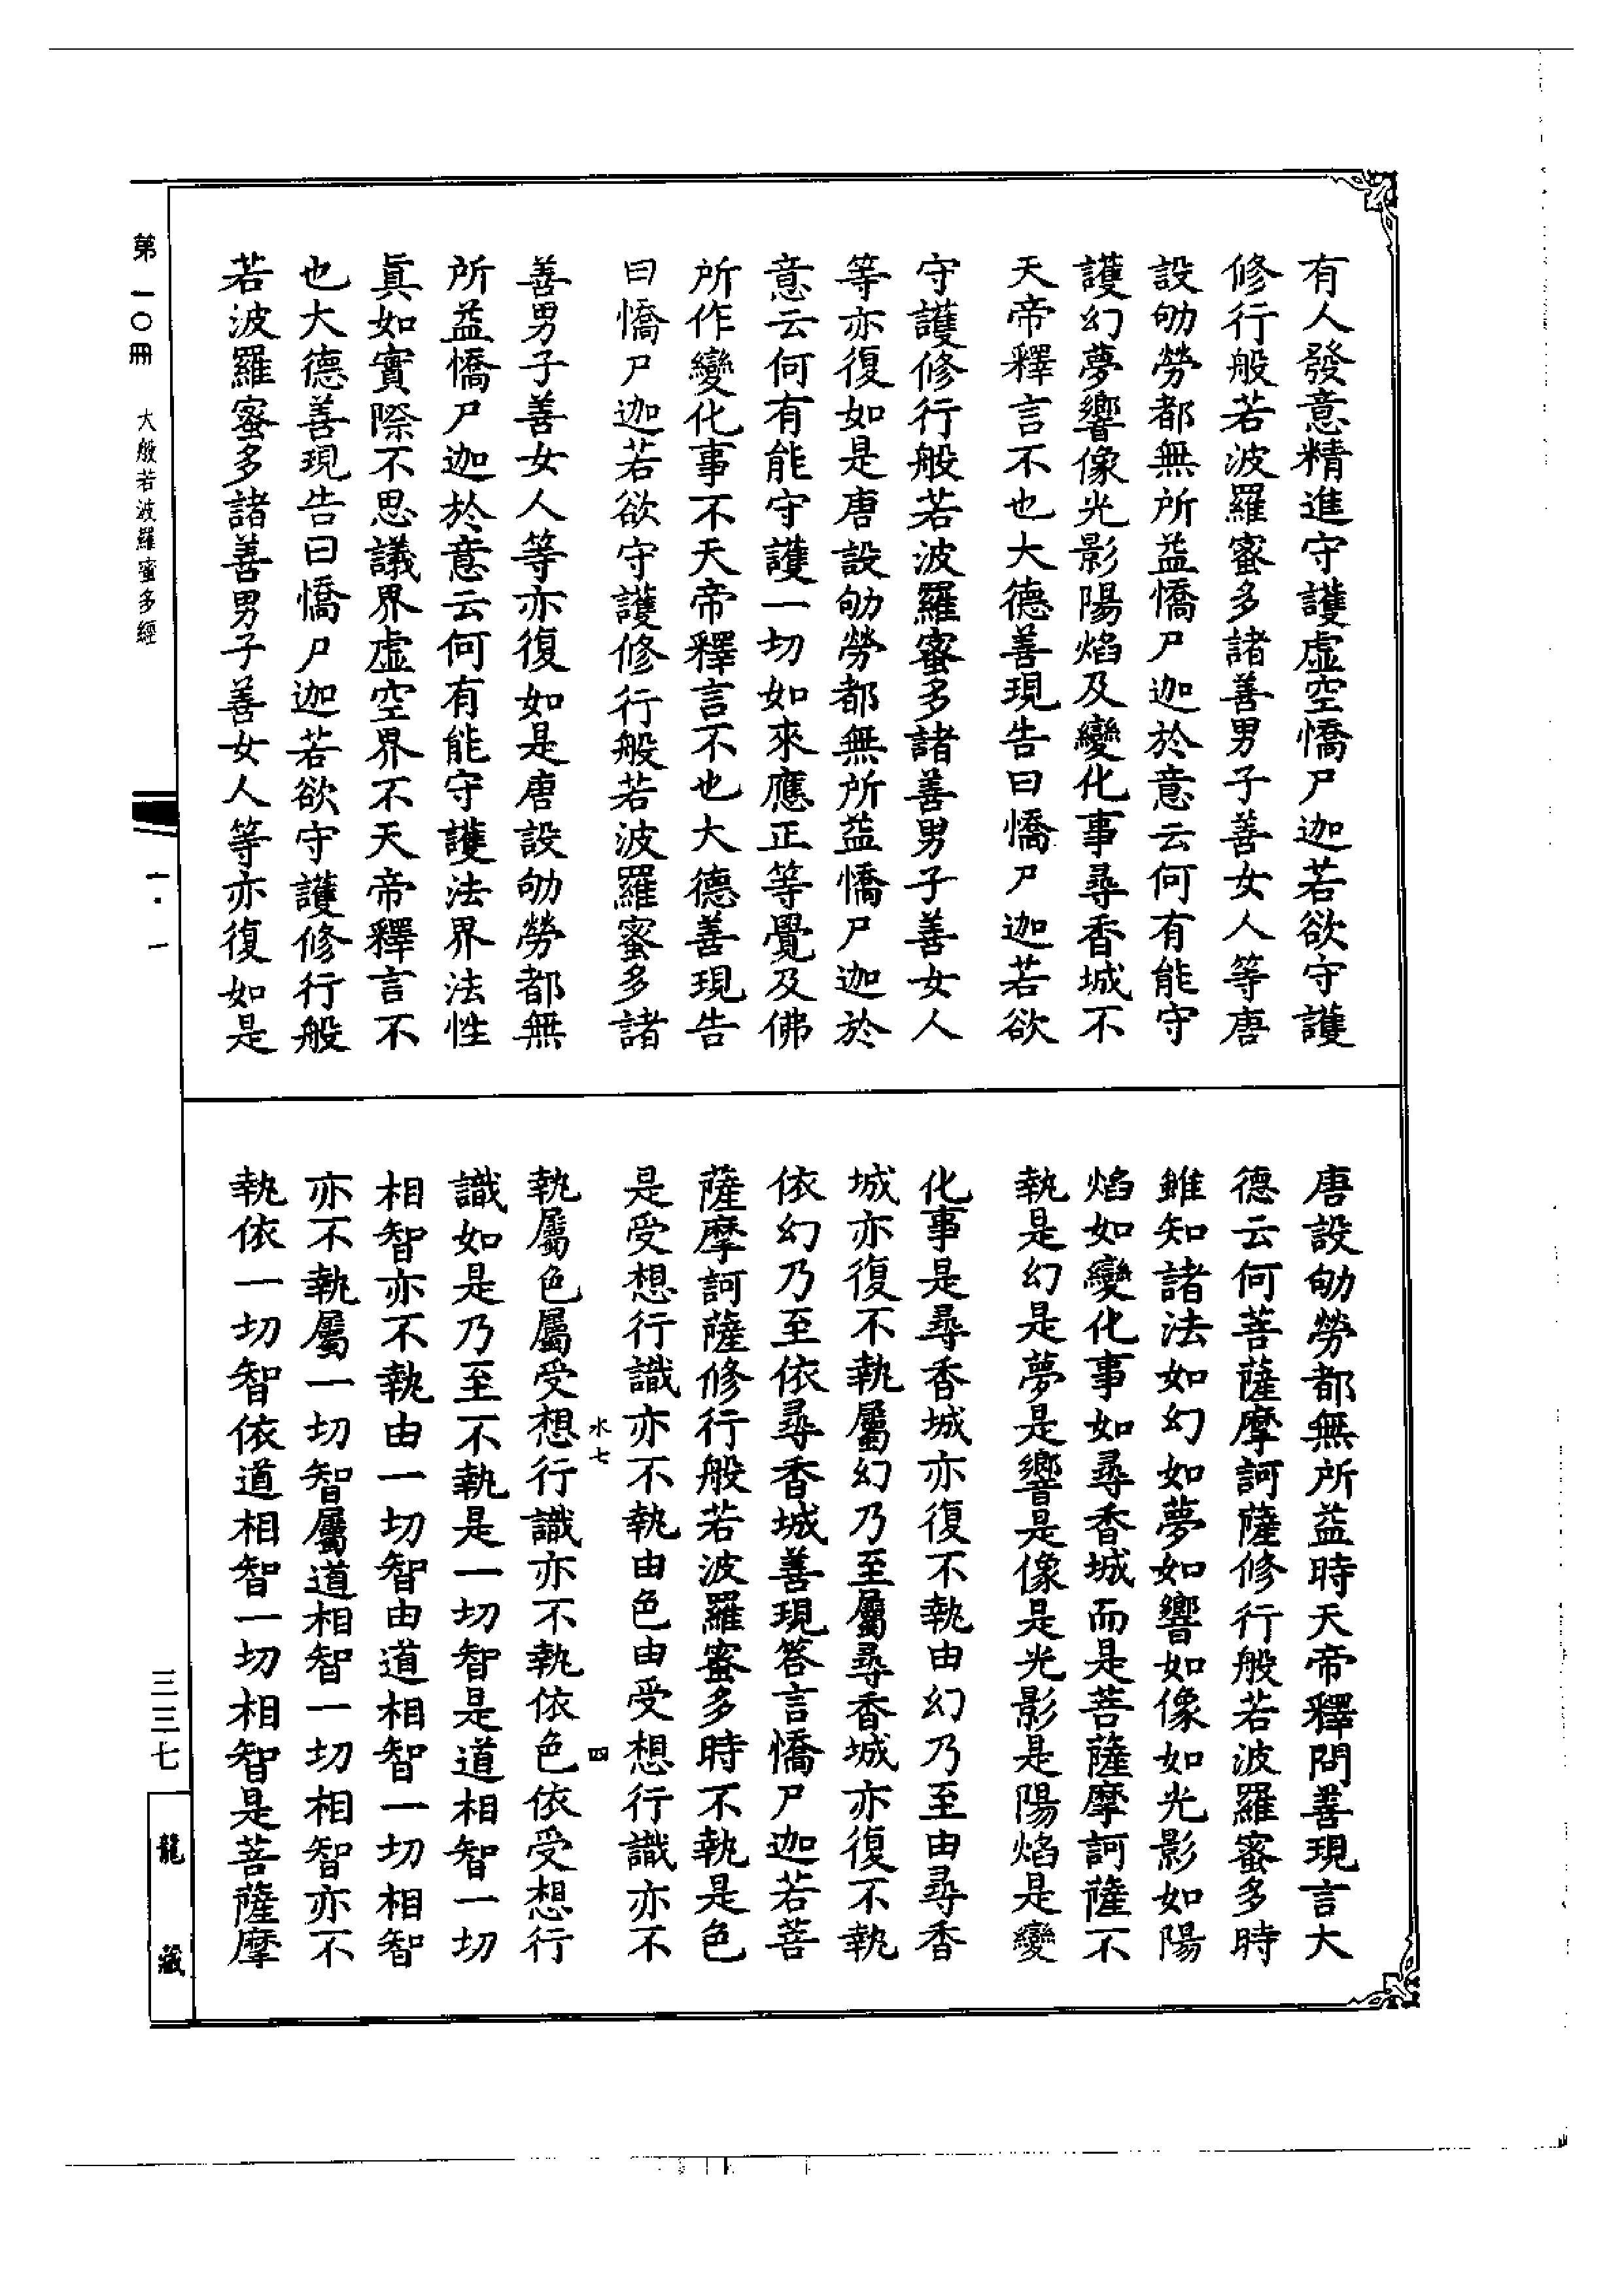 有人發意精進守護虛空憍尸迦若欲守護
修行般若波羅蜜多諸善男子善女人等唐
設劬勞都無所益憍尸迦於意云何有能守
護幻夢響像光影陽焰及變化事尋香城不
天帝釋言不也大德善現告曰憍尸迦若欲
守護修行般若波羅蜜多諸善男子善女人
等亦復如是唐設劬勞都無所益憍尸迦於
意云何有能守護一切如來應正等覺及佛
所作變化事不天帝釋言不也大德善現告
曰憍尸迦若欲守護修行般若波羅蜜多諸
善男子善女人等亦復如是唐設劬勞都無
所益憍尸迦於意云何有能守護法界法性
眞如實際不思議界虛空界不天帝釋言不
也大德善現告曰憍尸迦若欲守護修行般
若波羅蜜多諸善男子善女人等亦復如是
唐設劬勞都無所益時天帝釋問善現言大
德云何菩薩摩訶薩修行般若波羅蜜多時
雖知諸法如幻如夢如響如像如光影如陽
焰如變化事如尋香城而是菩薩摩訶薩不
執是幻是夢是響是像是光影是陽焰是變
化事是尋香城亦復不執由幻乃至由尋香
城亦復不執屬幻乃至屬尋香城亦復不執
依幻乃至依尋香城善現答言憍尸迦若菩
薩摩訶薩修行般若波羅蜜多時不執是色
是受想行識亦不執由色由受想行識亦不
水七 四
執屬色屬受想行識亦不執依色依受想行
識如是乃至不執是一切智是道相智一切
相智亦不執由一切智由道相智一切相智
亦不執屬一切智屬道相智一切相智亦不
執依一切智依道相智一切相智是菩薩摩
第一〇冊 大般若波羅蜜多經 一·一 三三七 龍藏